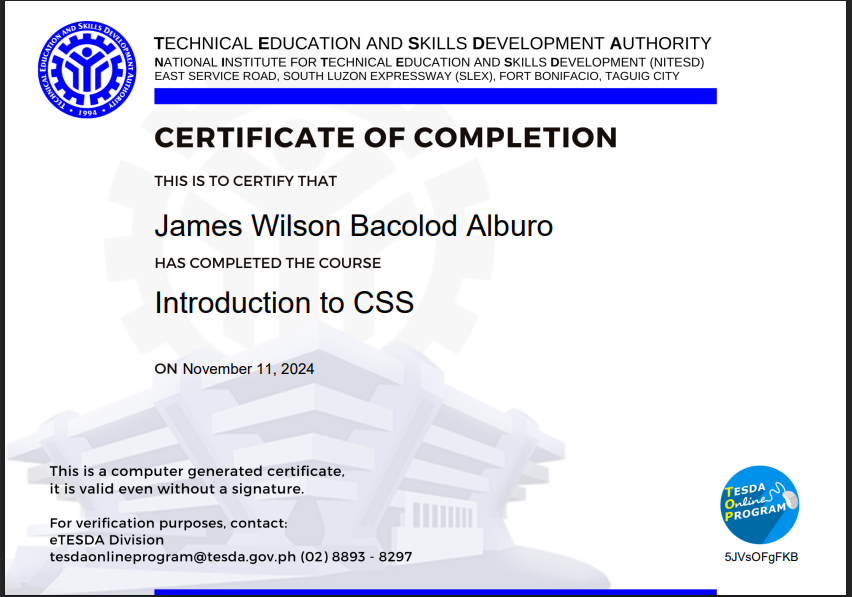 TECHNICAL EDUCATION AND SKILLS DEVELOPMENT AUTHORITY
TECHNICAL EDUCATION AND SKILLS DEVELOPMENT AUTHORITY
NATIONAL INSTITUTE FOR TECHNICAL EDUCATION AND SKILLS DEVELOPMENT (NITESD)
EAST SERVICE ROAD, SOUTH LUZON EXPRESSWAY (SLEX), FORT BONIFACIO, TAGUIG CITY
• 1994 •
CERTIFICATE OF COMPLETION
THIS IS TO CERTIFY THAT
James Wilson Bacolod Alburo
HAS COMPLETED THE COURSE
Introduction to CSS
ON November 11, 2024
This is a computer generated certificate,
it is valid even without a signature.
For verification purposes, contact:
eTESDA Division
tesdaonlineprogram@tesda.gov.ph (02) 8893 - 8297
TESDA
Online
PROGRAM
5JVsOFgFKB